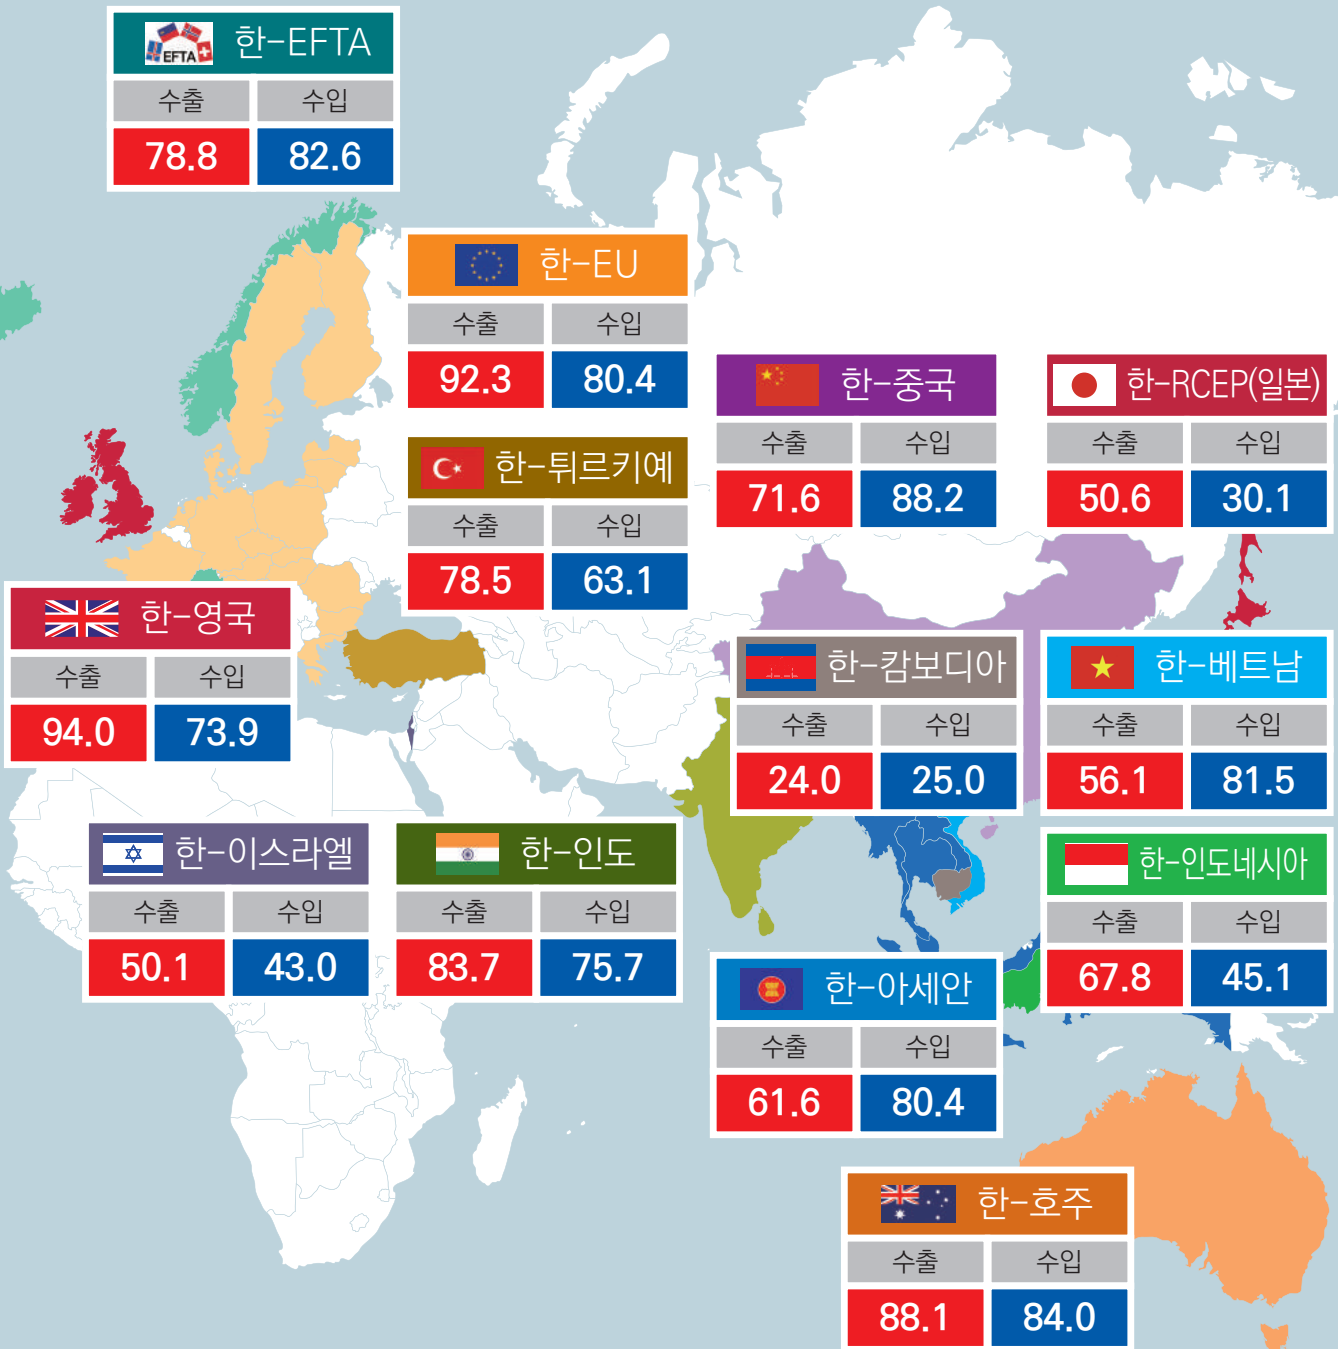 EFTA
한-EFTA
수출 수입
78.8 82.6
한-EU
수출 수입
92.3 80.4
한-중국
수출 수입
71.6 88.2
한-RCEP(일본)
수출 수입
50.6 30.1
한-튀르키예
수출 수입
78.5 63.1
한-영국
수출 수입
94.0 73.9
한-캄보디아
수출 수입
24.0 25.0
한-베트남
수출 수입
56.1 81.5
한-이스라엘
수출 수입
50.1 43.0
한-인도
수출 수입
83.7 75.7
한-인도네시아
수출 수입
67.8 45.1
한-아세안
수출 수입
61.6 80.4
한-호주
수출 수입
88.1 84.0